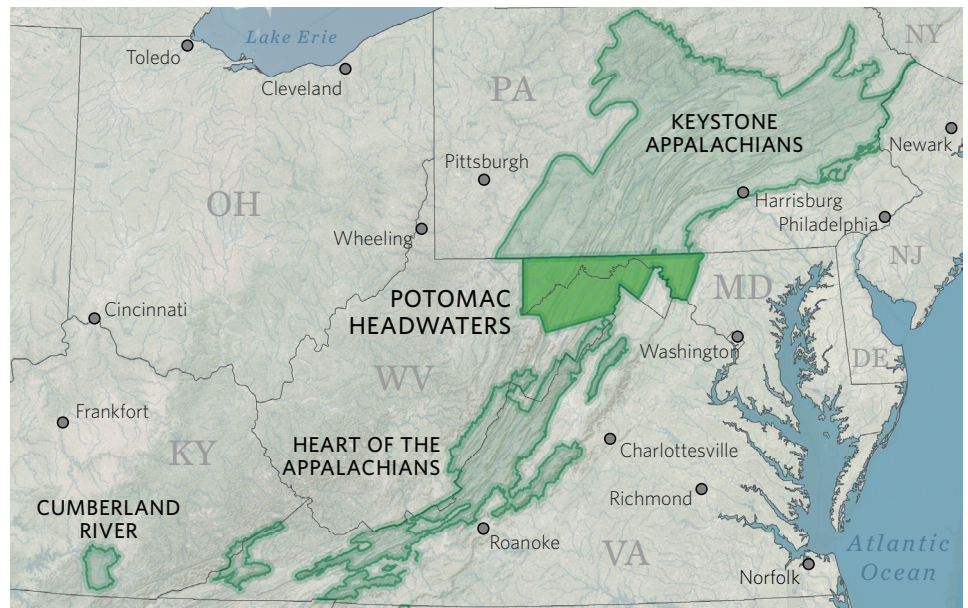 Lake Erie
NY
Toledo
Cleveland
PA
KEYSTONE
APPALACHIANS
Newark
Pittsburgh
OH
Harrisburg
Philadelphia
Wheeling
NJ
MD
POTOMAC
HEADWATERS
Cincinnati
Washington
DE
WV
Frankfort
HEART OF THE
APPALACHIANS
Charlottesville
KY
Richmond
CUMBERLAND
RIVER
Roanoke
VA
Atlantic
Ocean
Norfolk